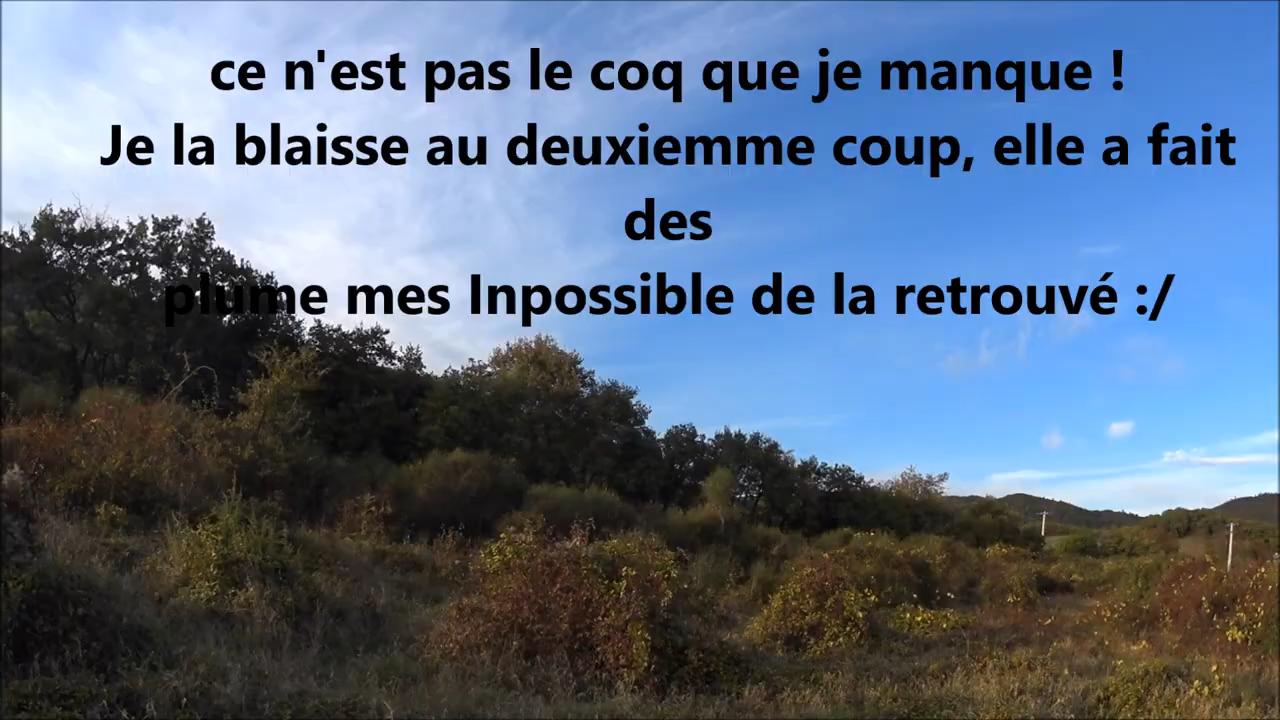 ce n'est pas le coq que je manque !
Je la blaisse au deuxiemme coup, elle a fait
des
plume mes Inpossible de la retrouvé :/